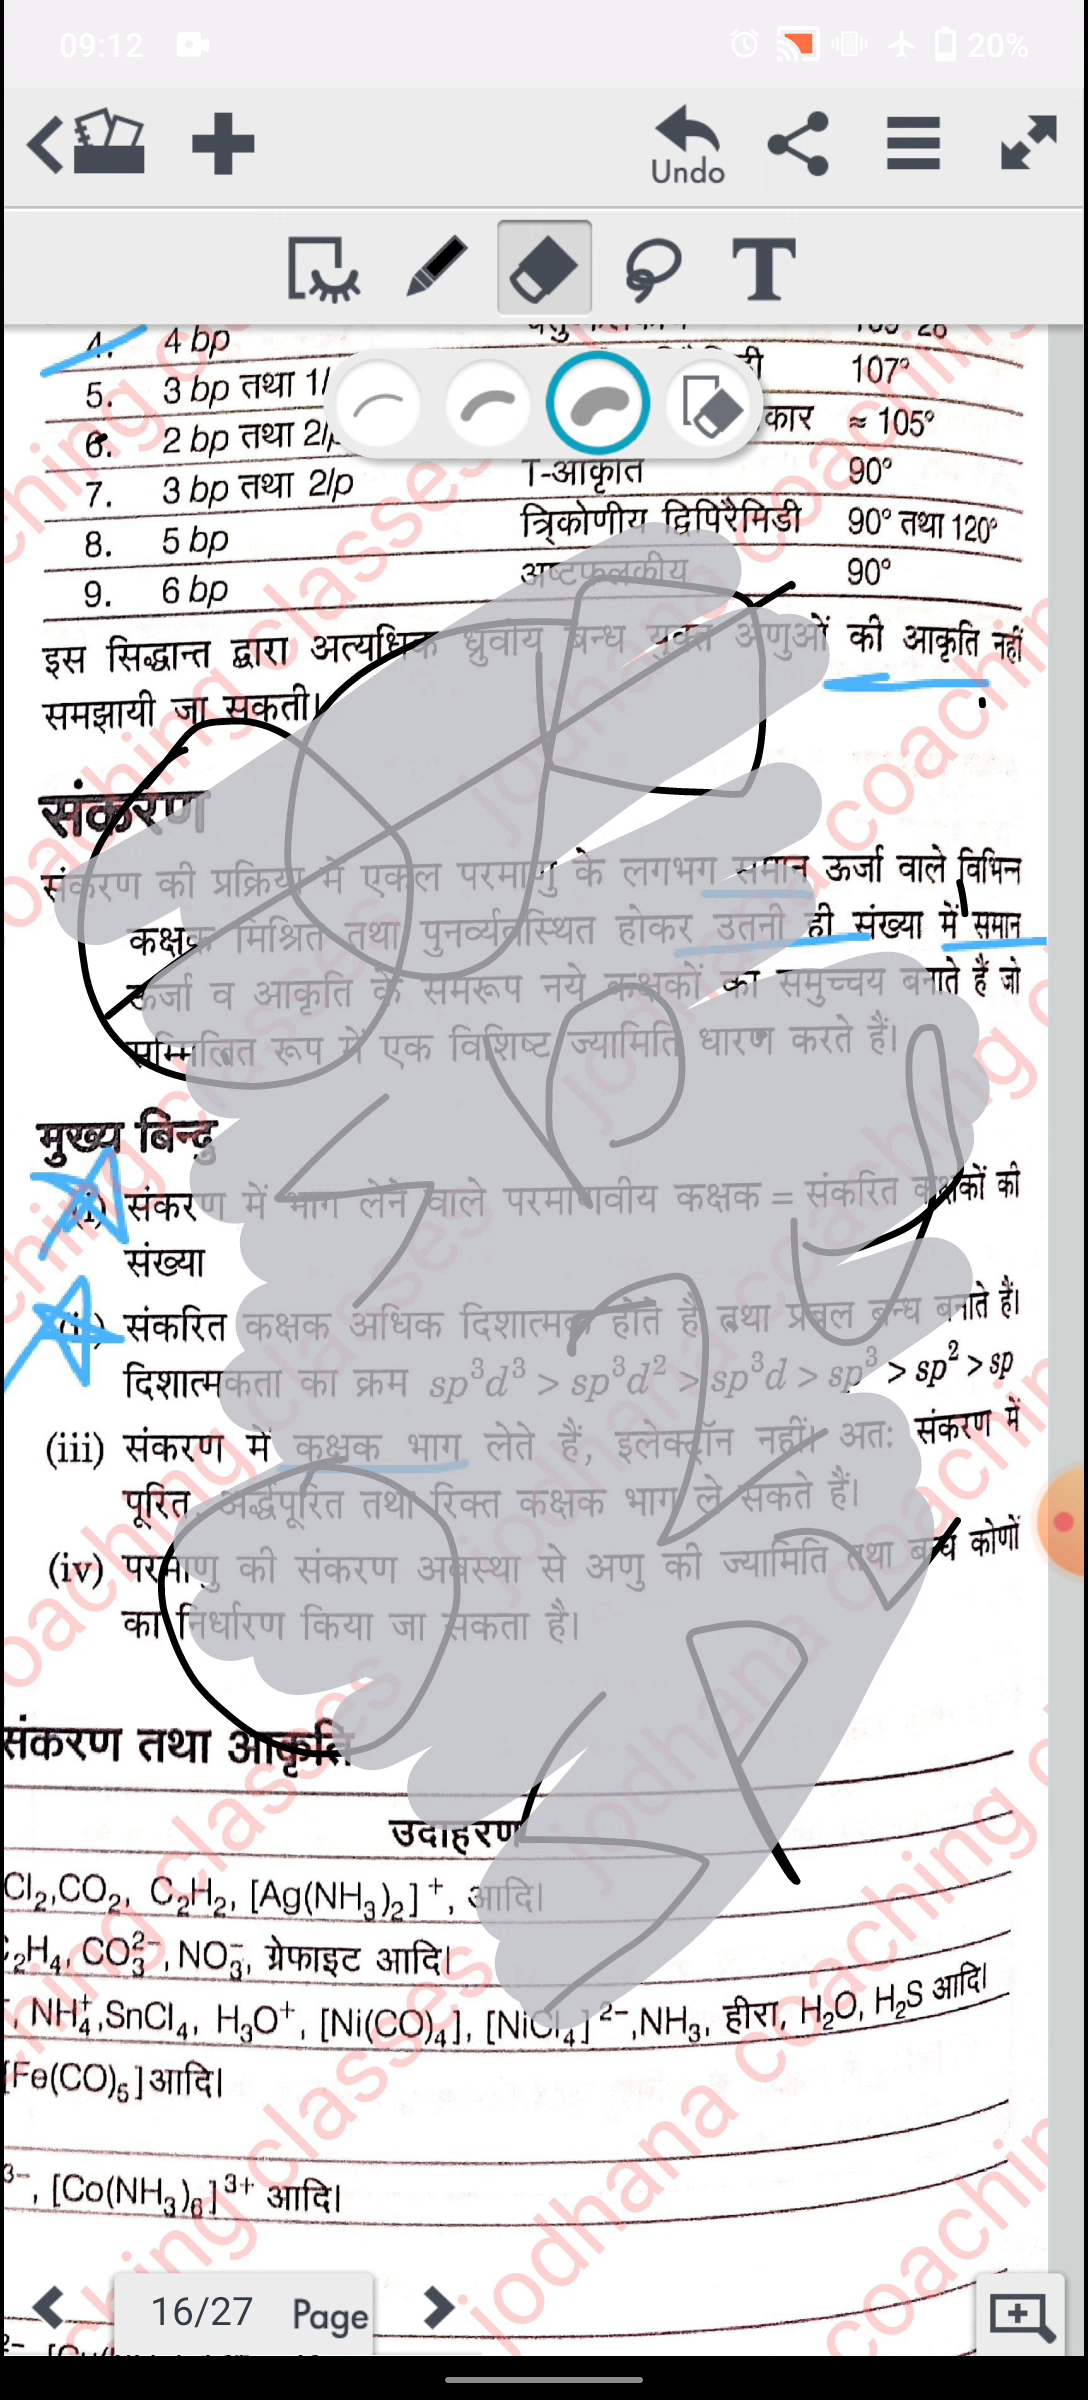 09:12 20%
Undo
T
4. 4 bp
5. 3 bp तथा 1l 107°
6. 2 bp तथा 2lp कार ≈ 105°
7. 3 bp तथा 2lp T-आकृति 90°
8. 5 bp त्रिकोणीय द्विपिरैमिडी 90° तथा 120°
9. 6 bp अष्टफलकीय 90°
इस सिद्धान्त द्वारा अत्यधिक ध्रुवीय बन्ध युक्त अणुओं की आकृति नहीं
समझायी जा सकती।
संकरण
संकरण की प्रक्रिया में एकल परमाणु के लगभग समान ऊर्जा वाले विभिन
कक्षक मिश्रित तथा पुनर्व्यवस्थित होकर उतनी ही संख्या में समान
ऊर्जा व आकृति के समरूप नये कक्षकों का समुच्चय बनाते हैं जो
सम्मिलित रूप में एक विशिष्ट ज्यामिति धारण करते हैं।
मुख्य बिन्दु
(i) संकरण में भाग लेने वाले परमाणवीय कक्षक = संकरित कक्षकों की
संख्या
(ii) संकरित कक्षक अधिक दिशात्मक होते हैं तथा प्रबल बन्ध बनाते हैं।
दिशात्मकता का क्रम sp³d³ > sp³d² > sp³d > sp³ > sp² > sp
(iii) संकरण में कक्षक भाग लेते हैं, इलेक्ट्रॉन नहीं। अतः संकरण में
पूरित, अर्द्धपूरित तथा रिक्त कक्षक भाग ले सकते हैं।
(iv) परमाणु की संकरण अवस्था से अणु की ज्यामिति तथा बन्ध कोणों
का निर्धारण किया जा सकता है।
संकरण तथा आकृति
उदाहरण
Cl₂, CO₂, C₂H₂, [Ag(NH₃)₂]⁺, आदि।
C₂H₄, CO₃²⁻, NO₃⁻, ग्रेफाइट आदि।
NH₄⁺, SnCl₄, H₃O⁺, [Ni(CO)₄], [NiCl₄]²⁻, NH₃, हीरा, H₂O, H₂S आदि।
[Fe(CO)₅] आदि।
³⁻, [Co(NH₃)₆]³⁺ आदि।
16/27 Page
jodhana coaching classes